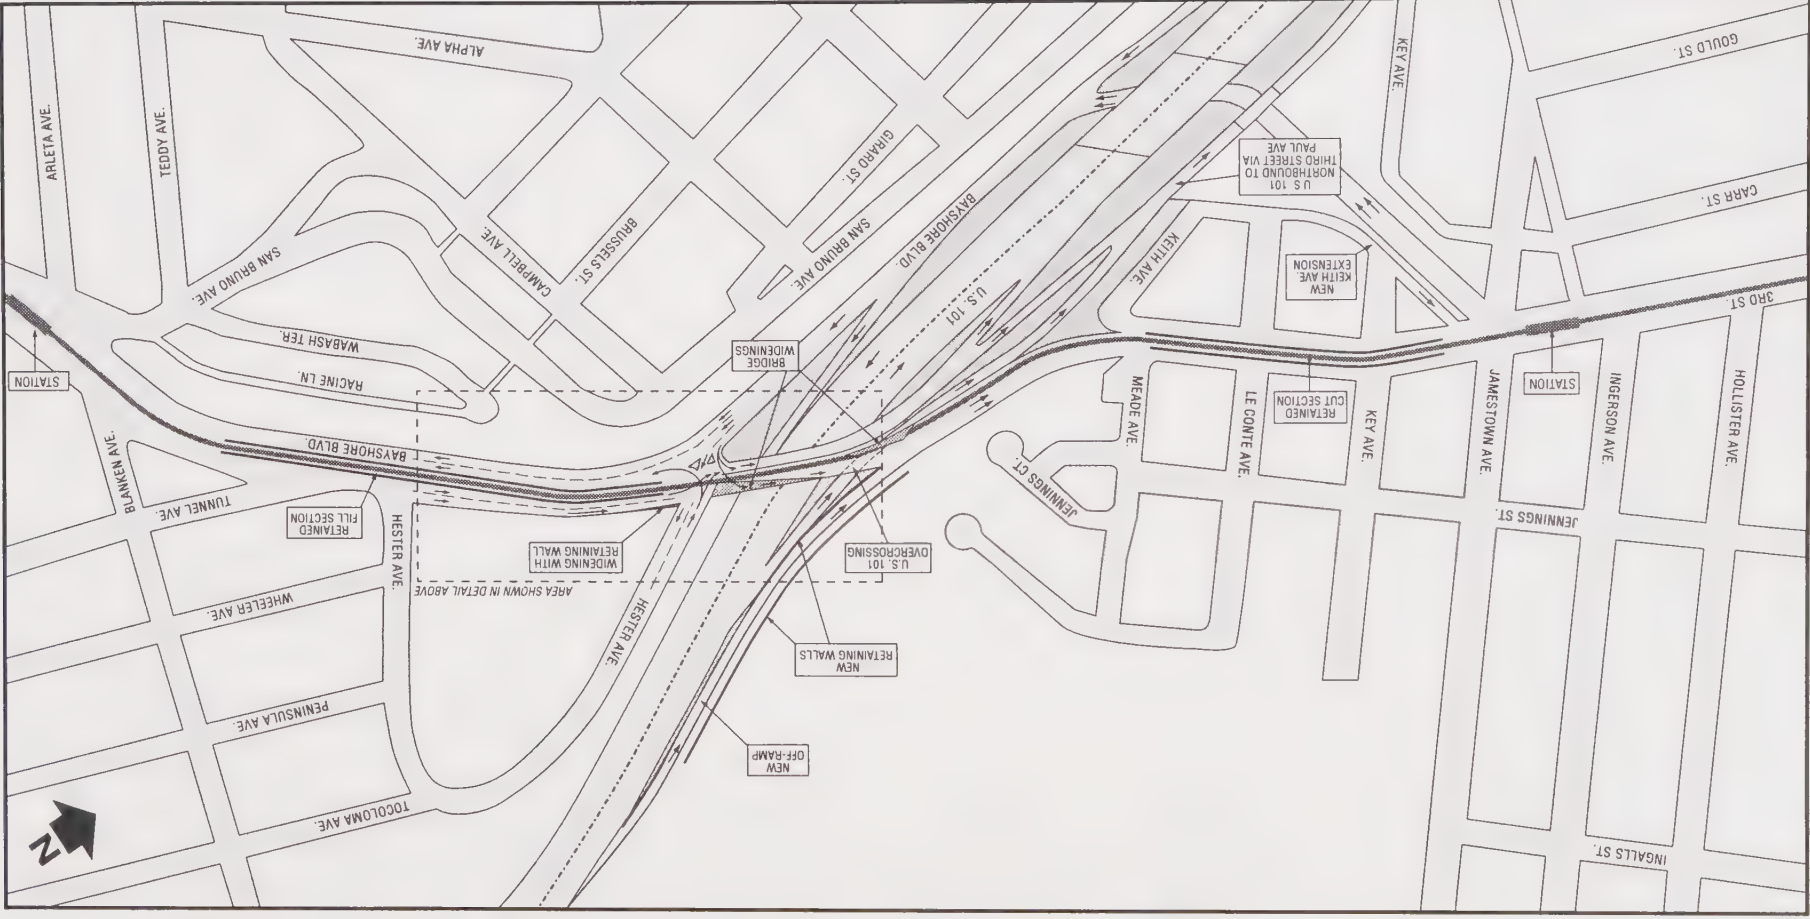 ARLETA AVE.
TEDDY AVE.
ALPHA AVE.
KEY AVE.
GOULD ST.
GIRARD ST.
U S 101
NORTHBOUND TO
THIRD STREET VIA
PAUL AVE
CARR ST.
BAYSHORE BLVD.
SAN BRUNO AVE.
BRUSSELS ST.
CAMPBELL AVE.
SAN BRUNO AVE.
KEITH AVE.
NEW
KEITH AVE.
EXTENSION
U.S. 101
3RD ST.
WABASH TER.
RACINE LN.
BRIDGE
WIDENINGS
STATION
STATION
MEADE AVE.
LE CONTE AVE.
RETAINED
CUT SECTION
KEY AVE.
JAMESTOWN AVE.
INGERSON AVE.
HOLLISTER AVE.
BAYSHORE BLVD.
BLANKEN AVE.
TUNNEL AVE.
RETAINED
FILL SECTION
HESTER AVE.
WIDENING WITH
RETAINING WALL
U.S. 101
OVERCROSSING
JENNINGS CT.
JENNINGS ST.
AREA SHOWN IN DETAIL ABOVE
WHEELER AVE.
HESTER AVE.
NEW
RETAINING WALLS
PENINSULA AVE.
NEW
OFF-RAMP
TOCOLOMA AVE.
N
INGALLS ST.